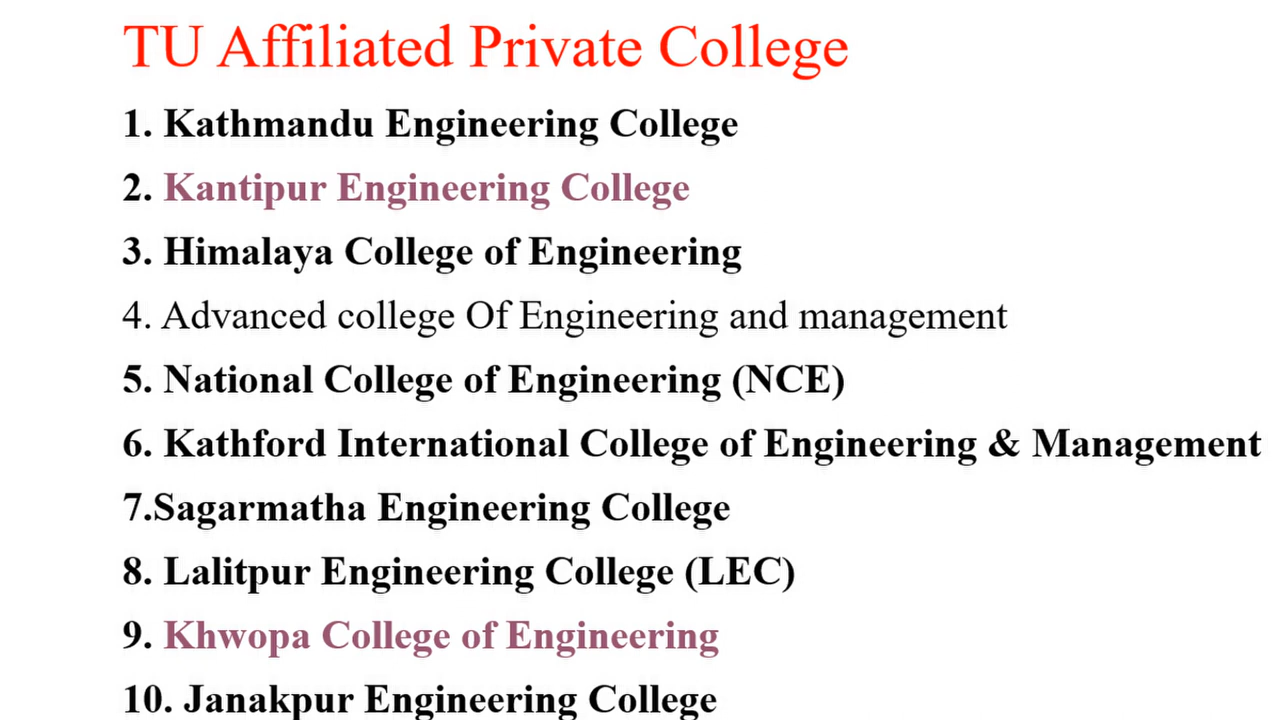 TU Affiliated Private College
1. Kathmandu Engineering College
2. Kantipur Engineering College
3. Himalaya College of Engineering
4. Advanced college Of Engineering and management
5. National College of Engineering (NCE)
6. Kathford International College of Engineering & Management
7.Sagarmatha Engineering College
8. Lalitpur Engineering College (LEC)
9. Khwopa College of Engineering
10. Janakpur Engineering College